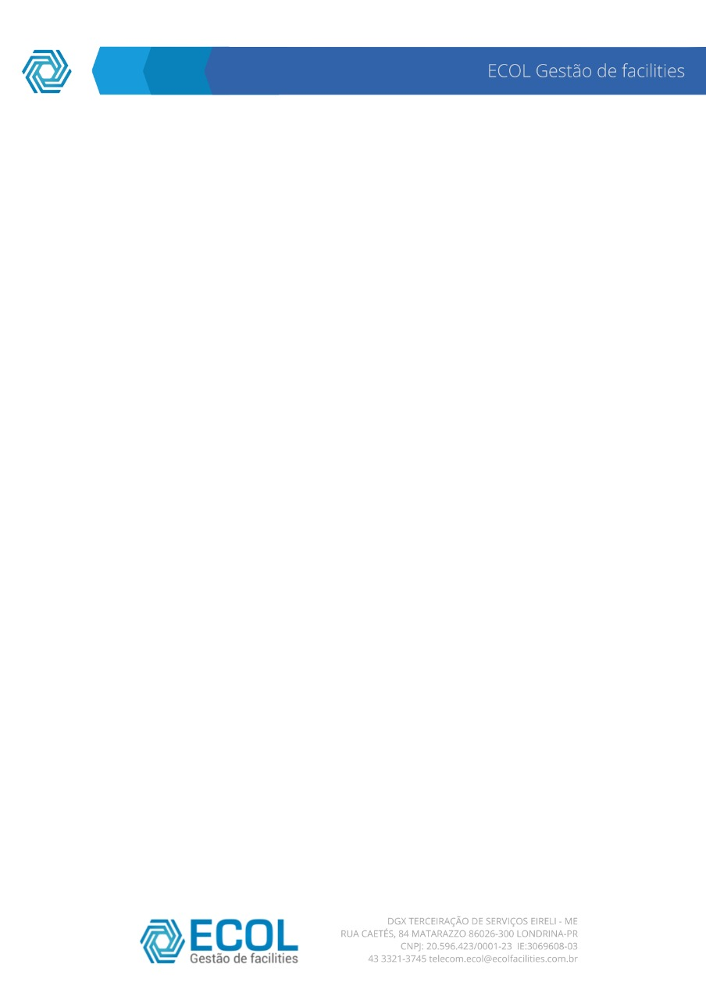 ECOL Gestão de facilities
ECOL
Gestão de facilities
DGX TERCEIRAÇÃO DE SERVIÇOS EIRELI - ME
RUA CAETÉS, 84 MATARAZZO 86026-300 LONDRINA-PR
CNPJ: 20.596.423/0001-23 IE:3069608-03
43 3321-3745 telecom.ecol@ecolfacilities.com.br